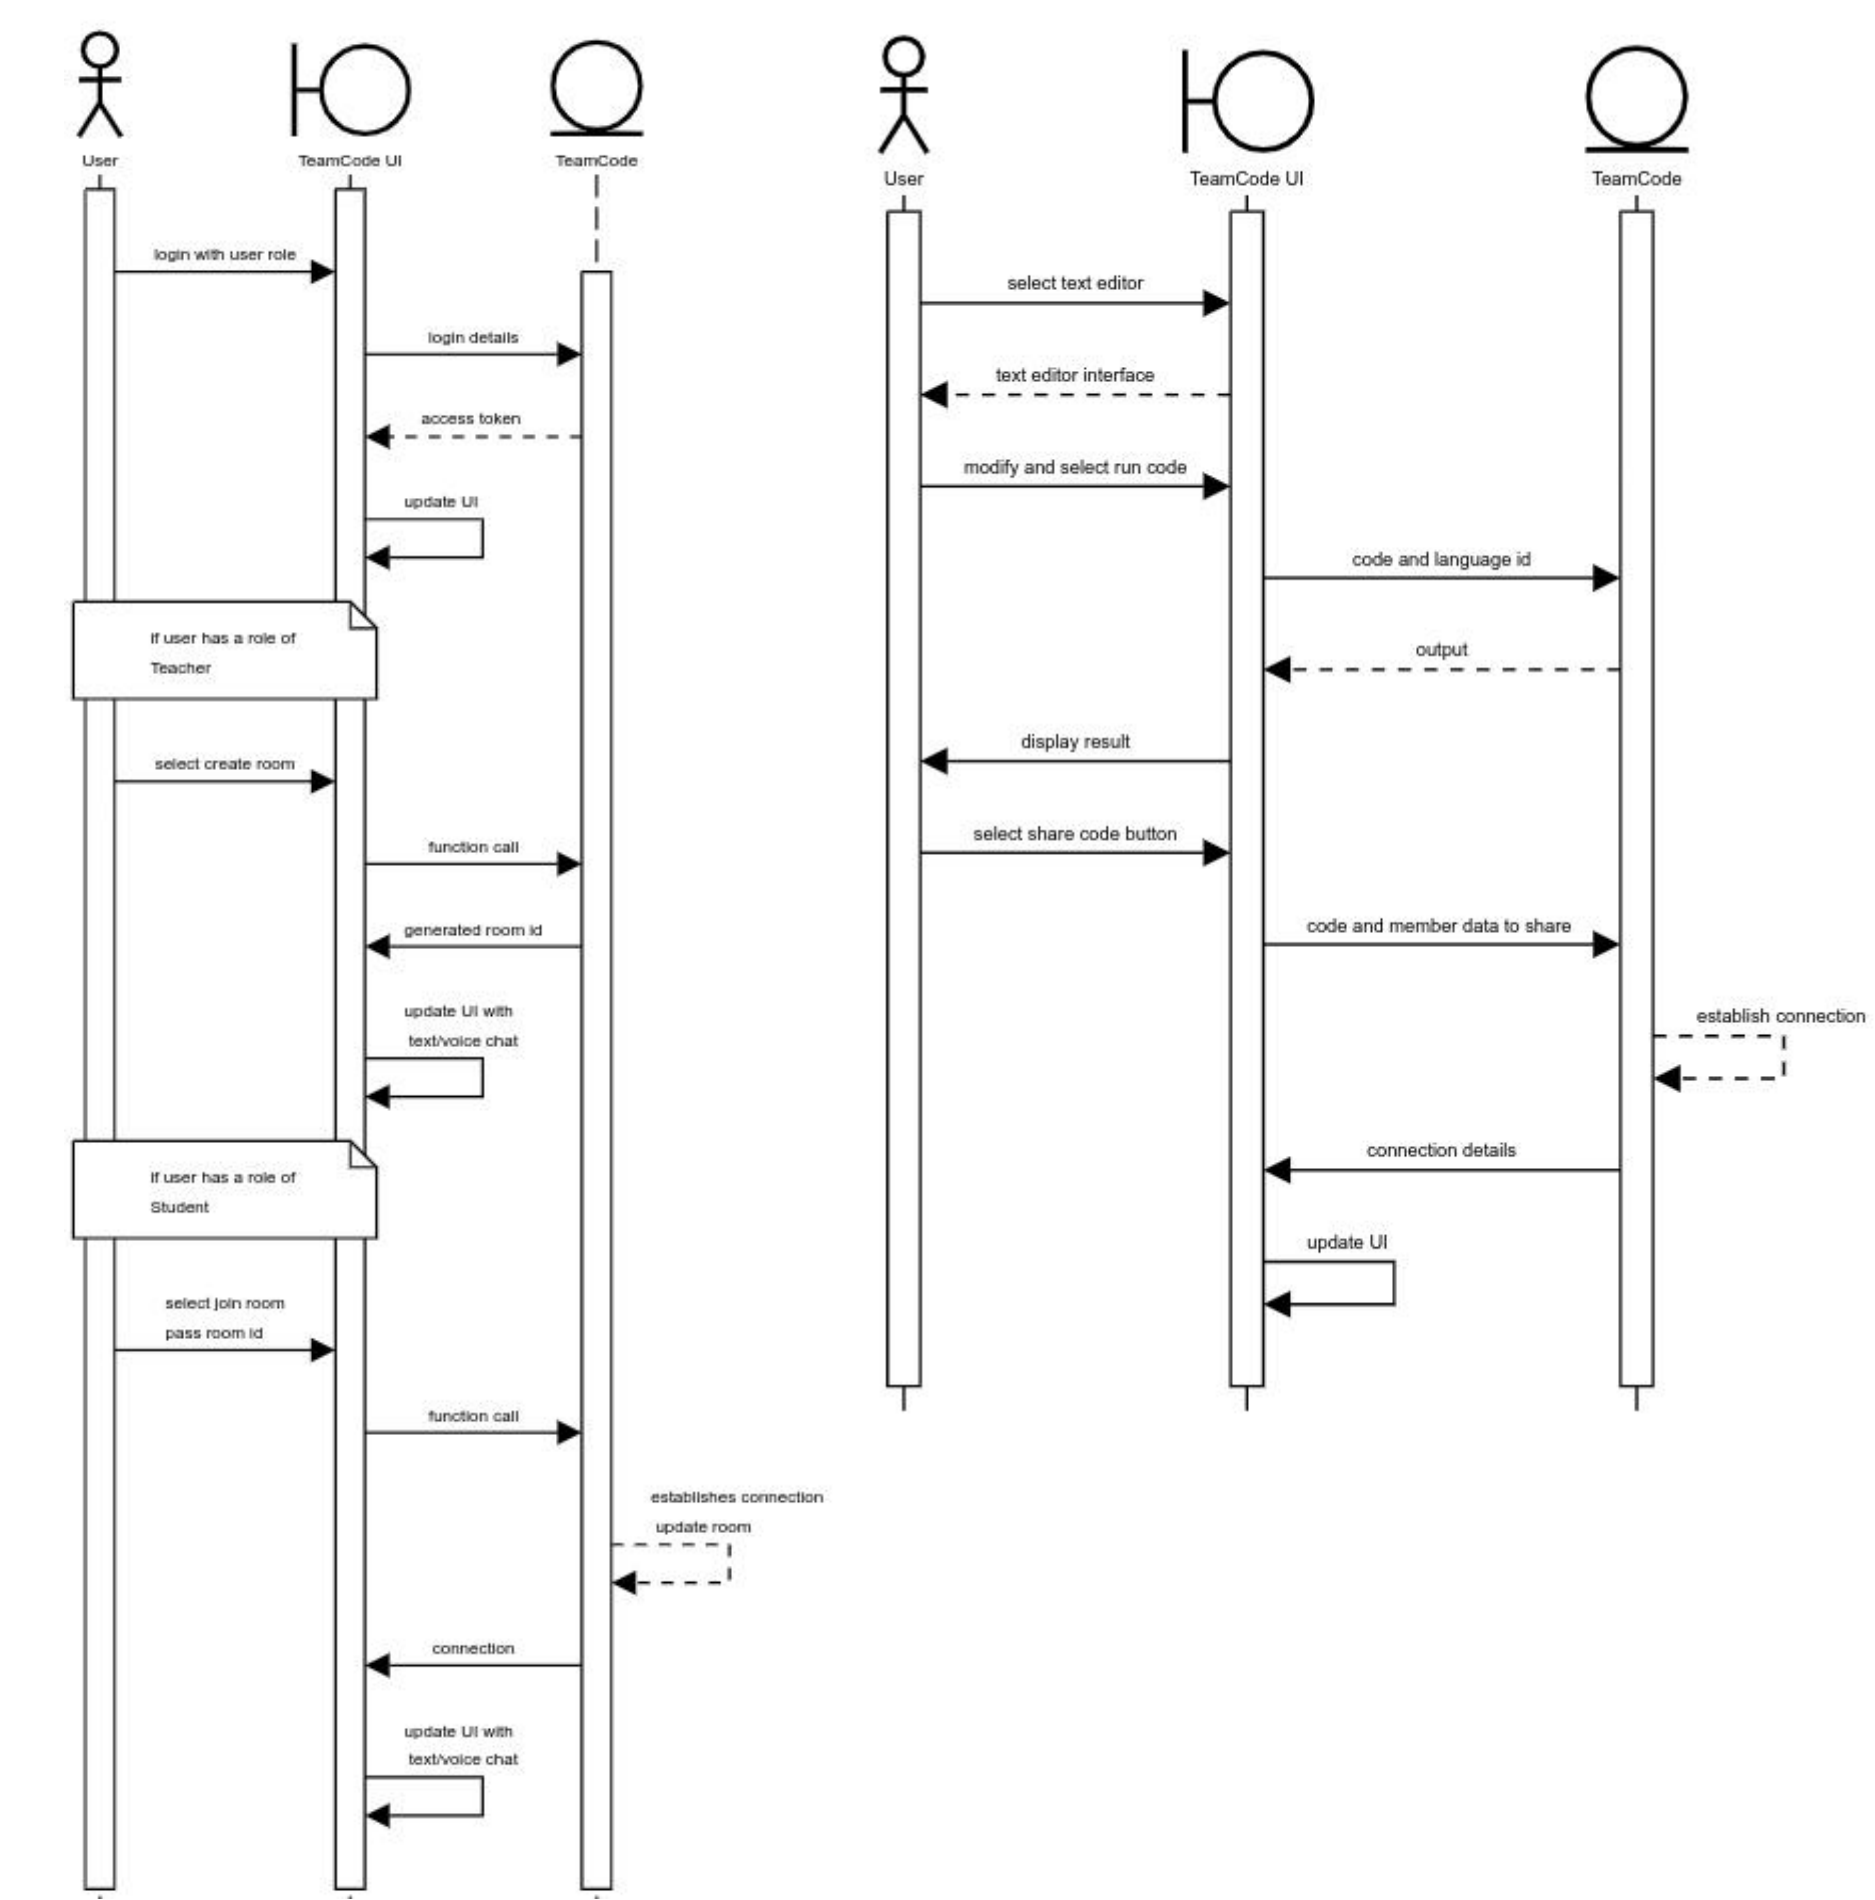 User
TeamCode UI
TeamCode
login with user role
login details
access token
update UI
If user has a role of
Teacher
select create room
function call
generated room id
update UI with
text/voice chat
If user has a role of
Student
select join room
pass room id
function call
establishes connection
update room
connection
update UI with
text/voice chat
User
TeamCode UI
TeamCode
select text editor
text editor interface
modify and select run code
code and language id
output
display result
select share code button
code and member data to share
establish connection
connection details
update UI